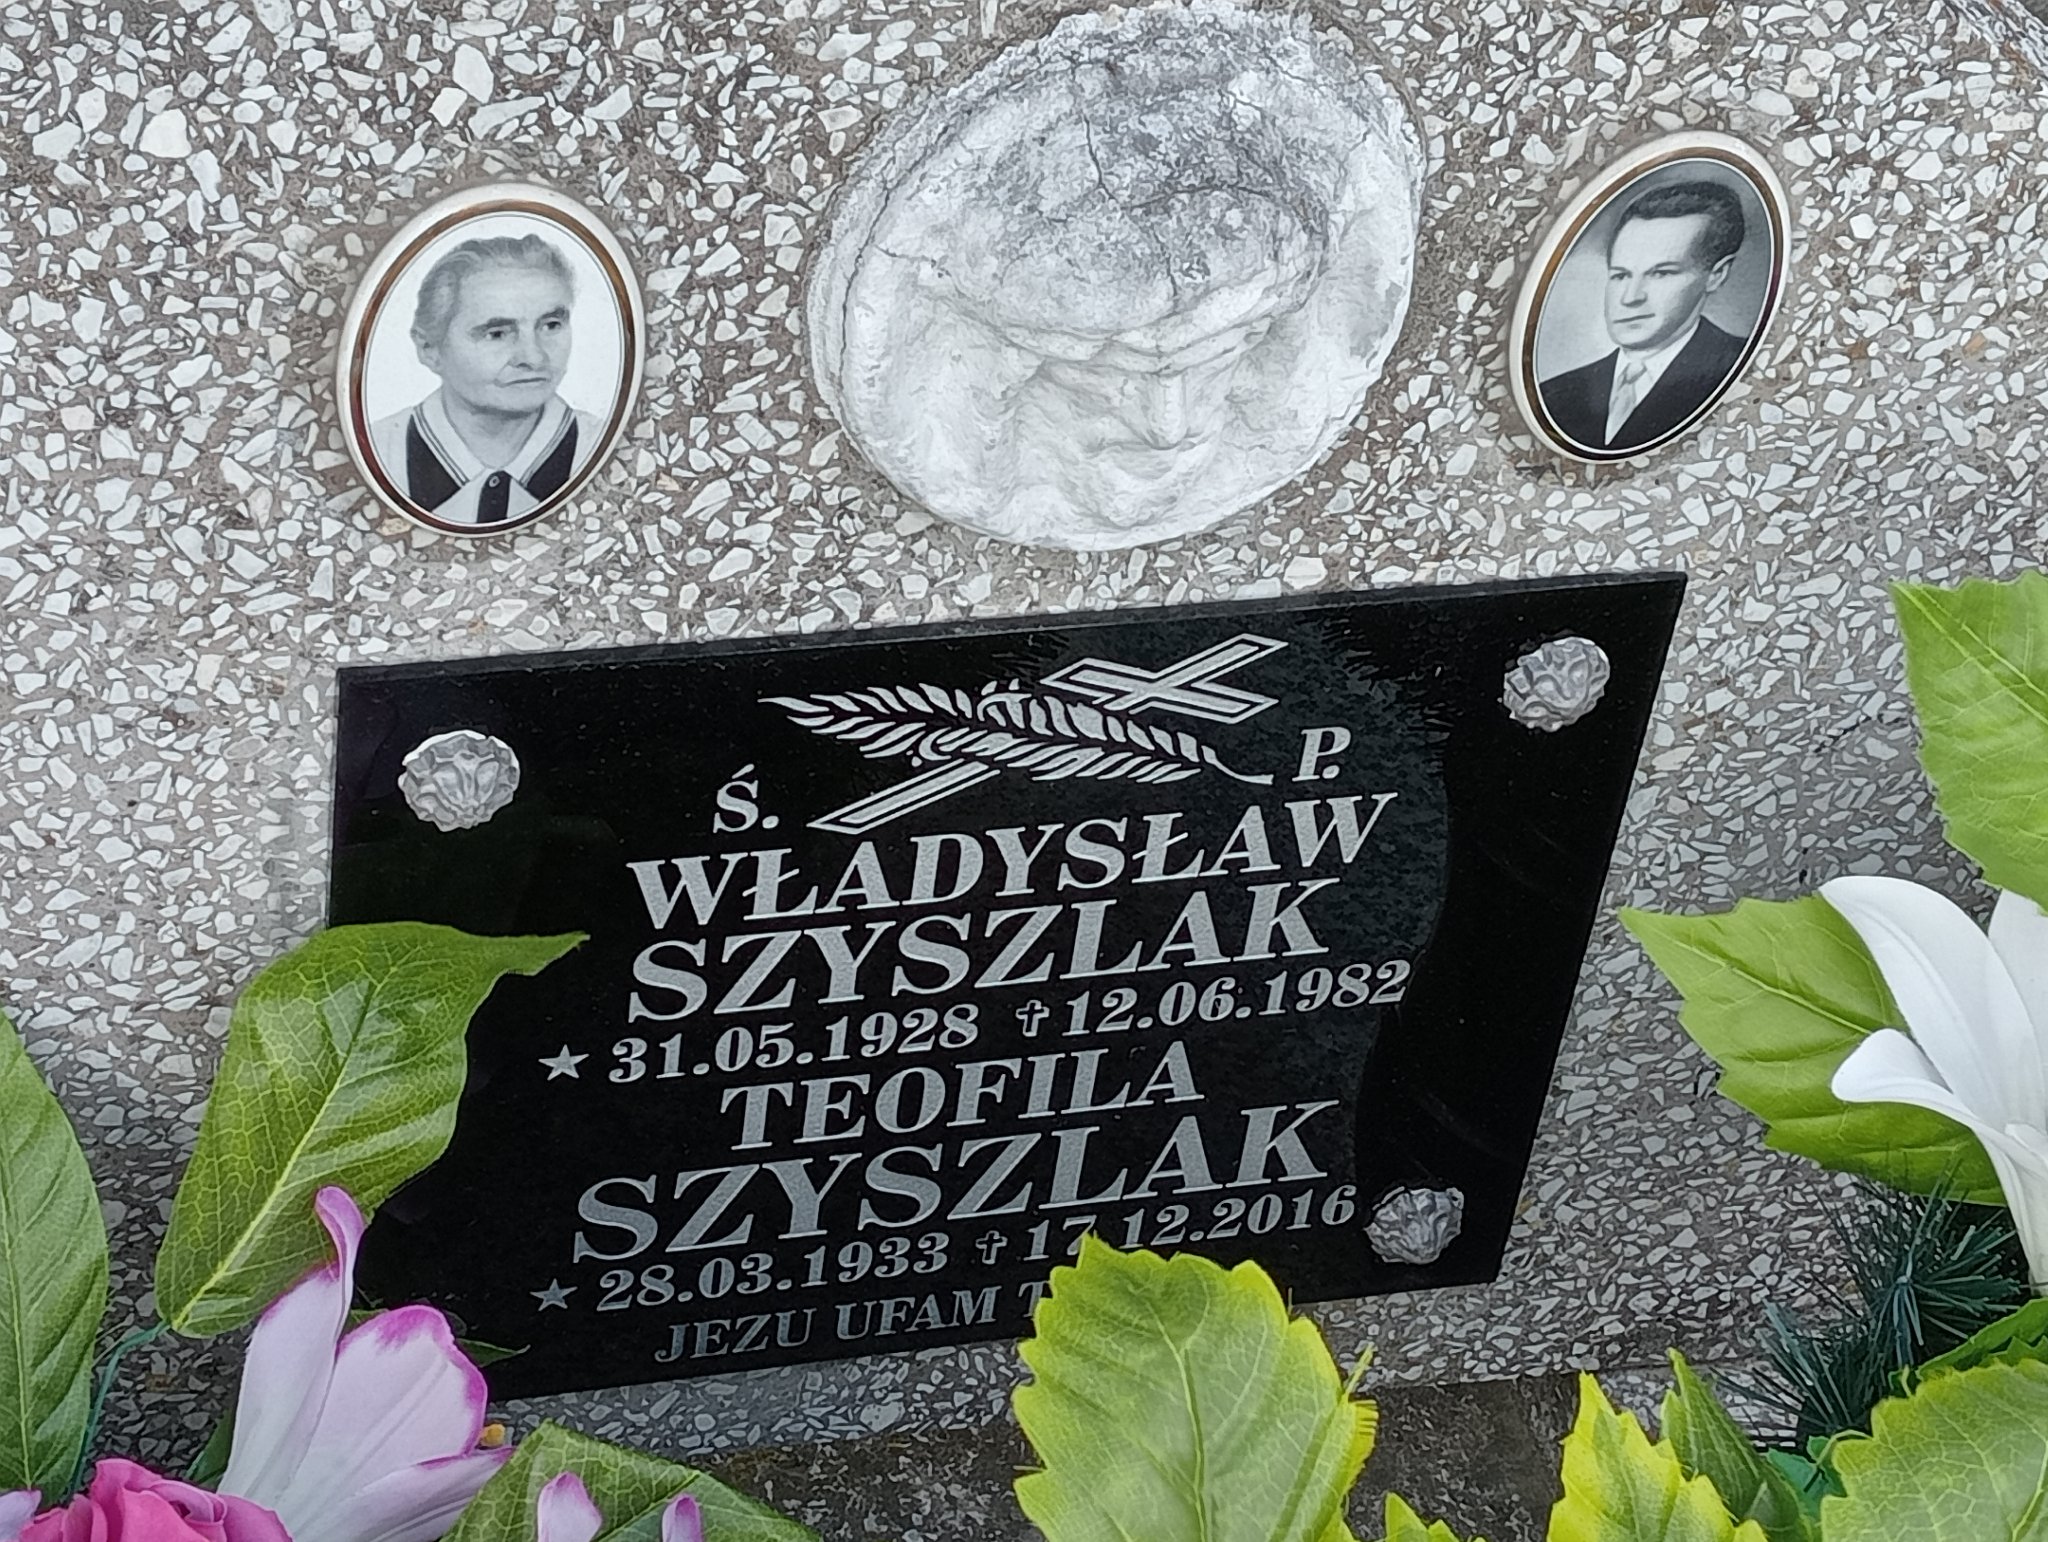 Ś. P.
WŁADYSŁAW
SZYSZLAK
★ 31.05.1928 ✝ 12.06.1982
TEOFILA
SZYSZLAK
★ 28.03.1933 ✝ 17.12.2016
JEZU UFAM